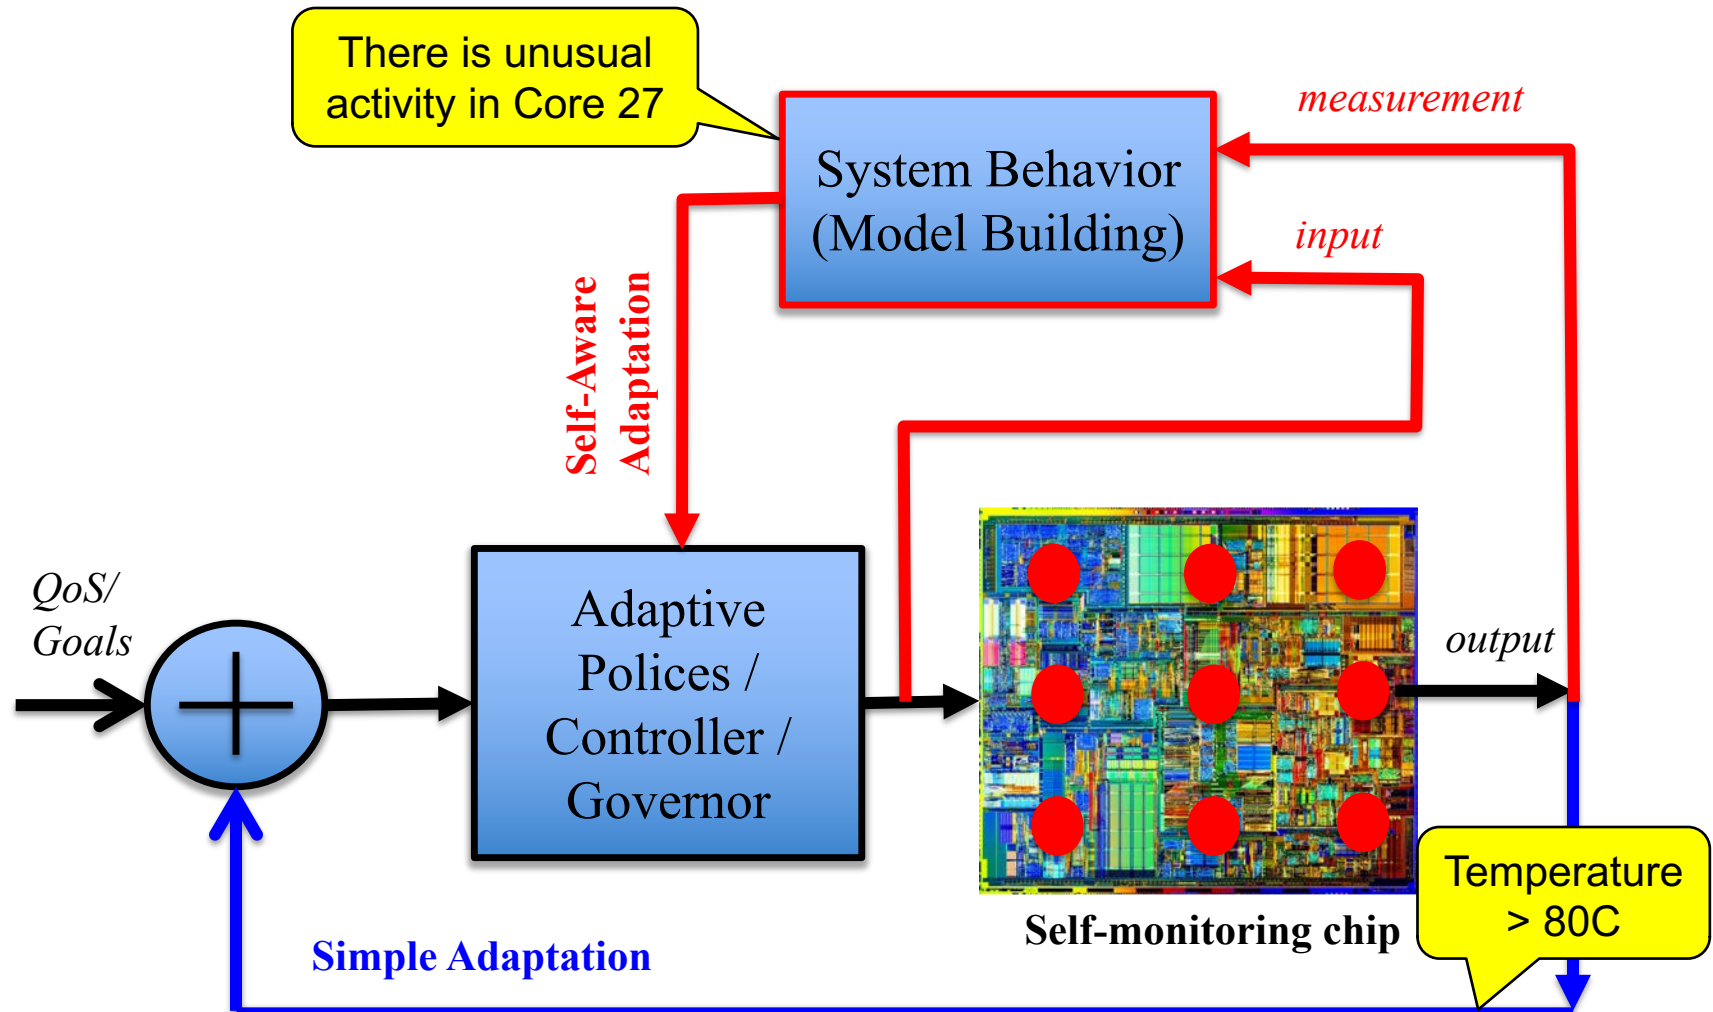 There is unusual
activity in Core 27
measurement
System Behavior
(Model Building)
input
Self-Aware
Adaptation
QoS/
Goals
Adaptive
Polices /
Controller /
Governor
output
Temperature
> 80C
Self-monitoring chip
Simple Adaptation